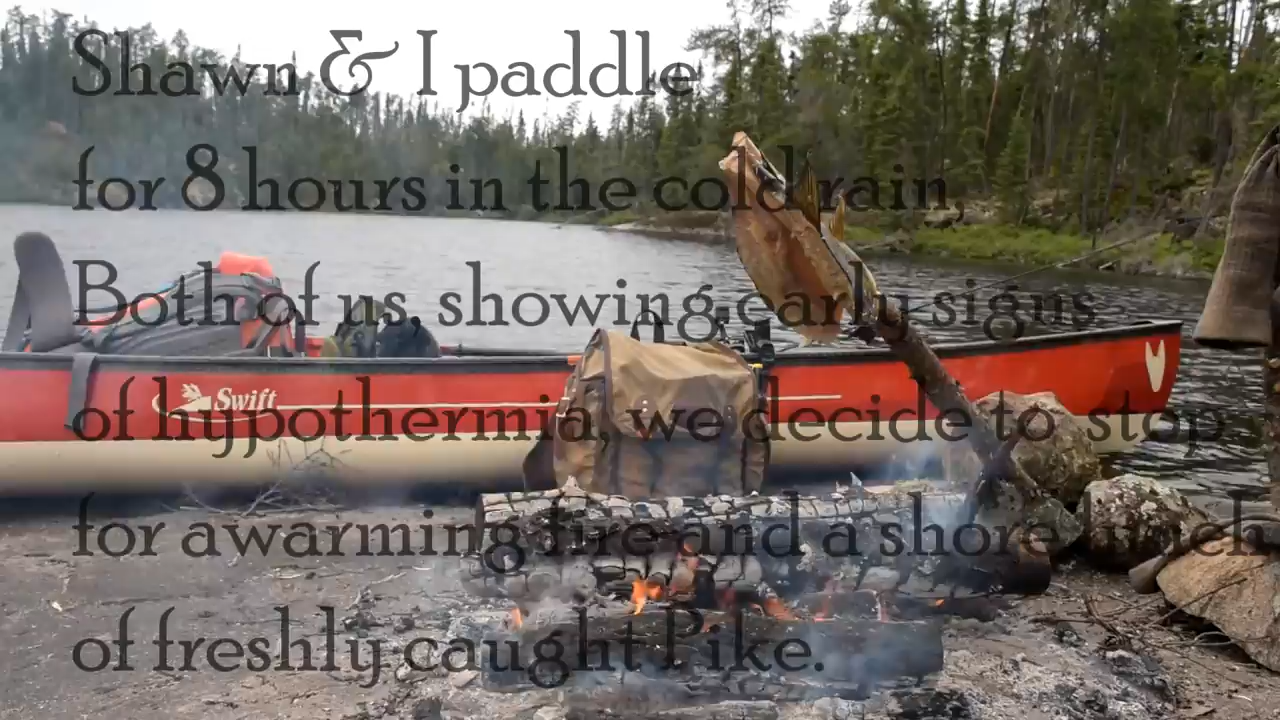 Shawn & I paddle
for 8 hours in the cold rain,
Both of us showing early signs
of hypothermia, we decide to stop
for awarming fire and a shore lunch
of freshly caught Pike.
Swift